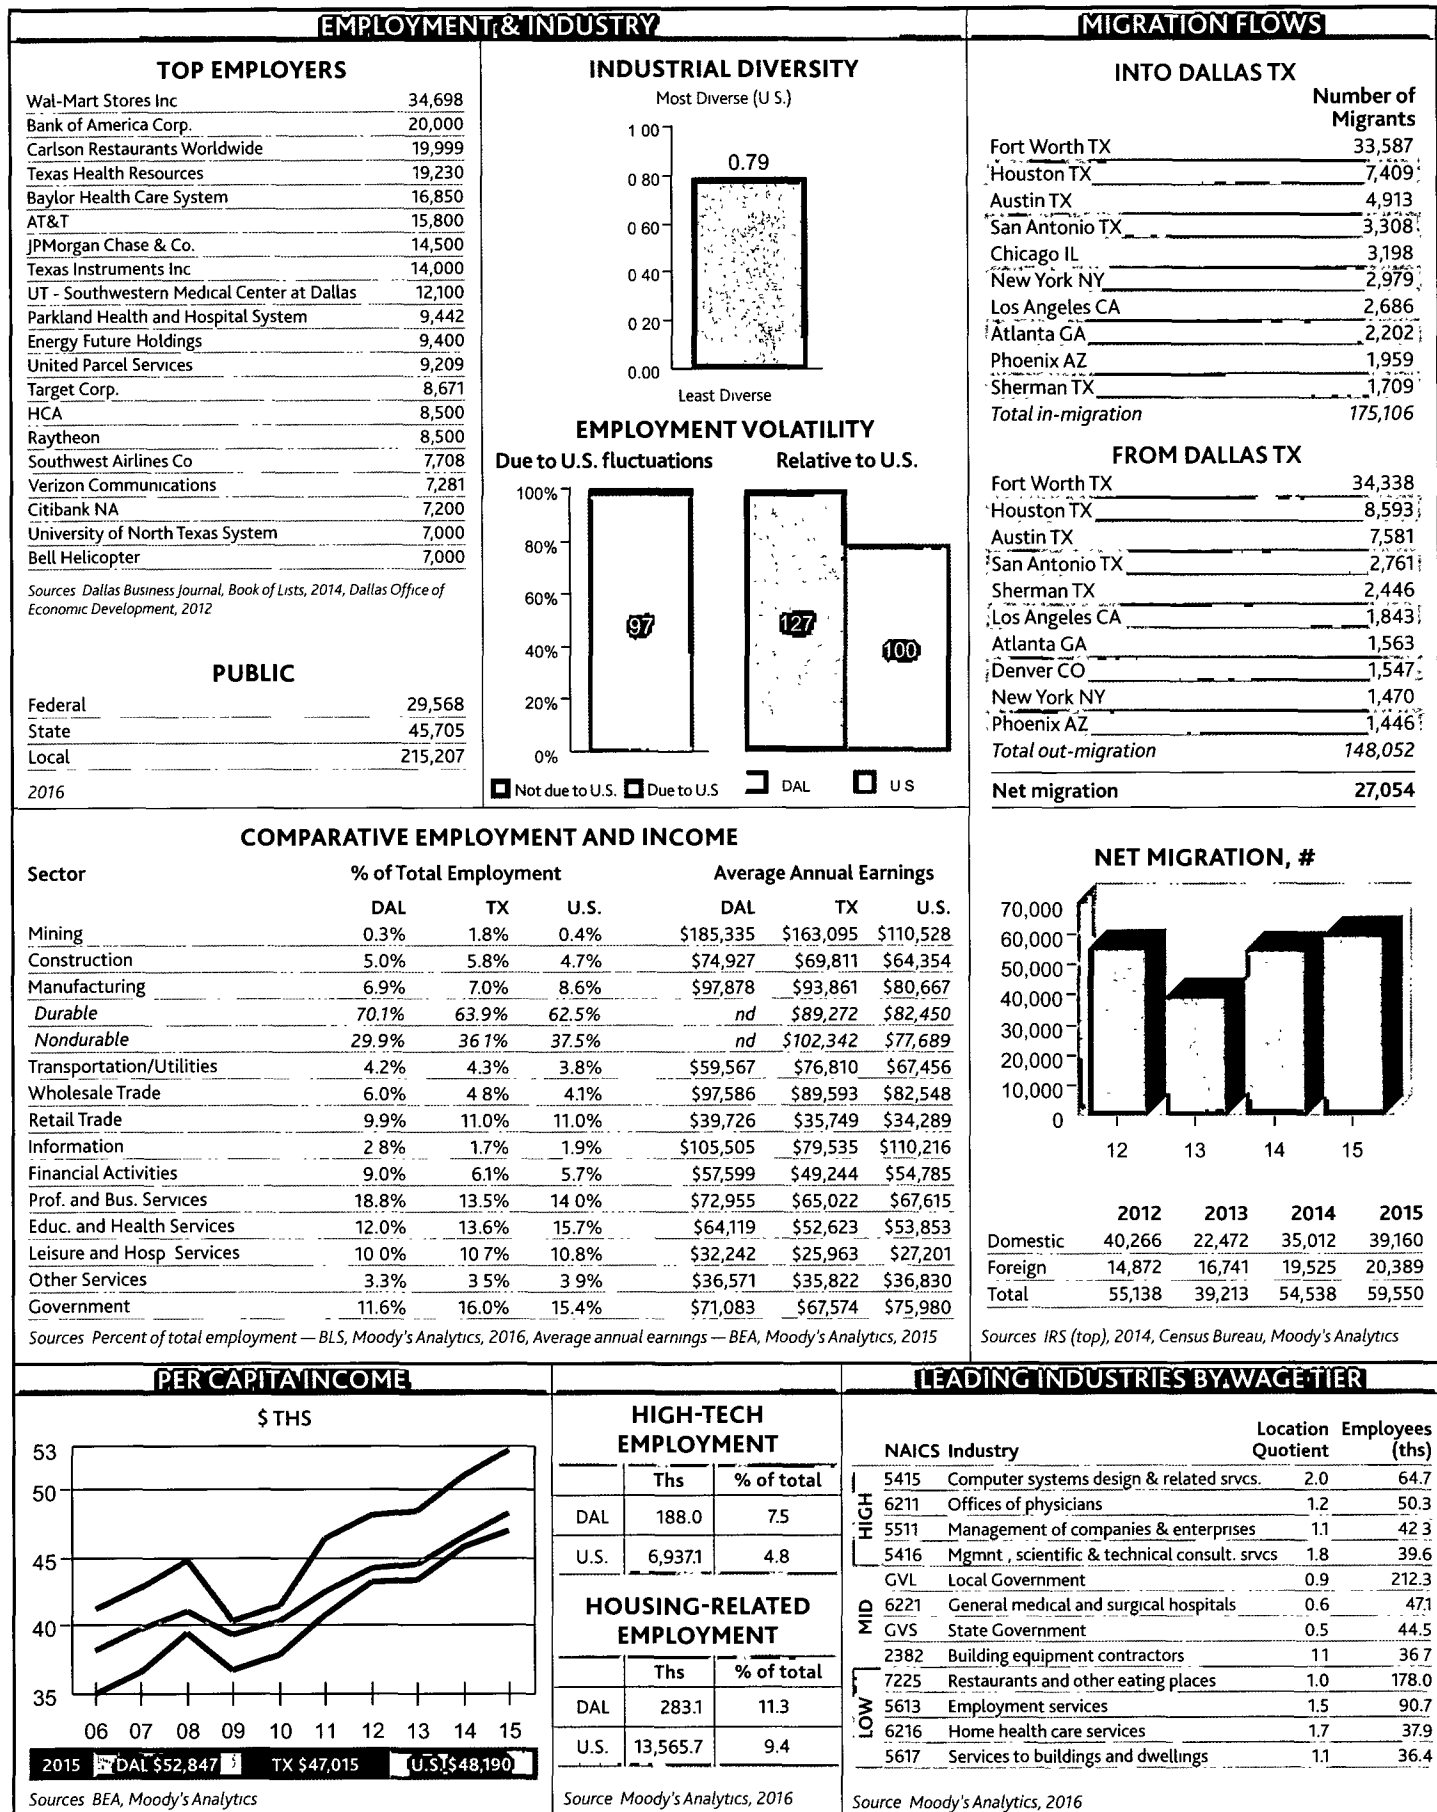 EMPLOYMENT & INDUSTRY
TOP EMPLOYERS
Wal-Mart Stores Inc 34,698
Bank of America Corp. 20,000
Carlson Restaurants Worldwide 19,999
Texas Health Resources 19,230
Baylor Health Care System 16,850
AT&T 15,800
JPMorgan Chase & Co. 14,500
Texas Instruments Inc 14,000
UT - Southwestern Medical Center at Dallas 12,100
Parkland Health and Hospital System 9,442
Energy Future Holdings 9,400
United Parcel Services 9,209
Target Corp. 8,671
HCA 8,500
Raytheon 8,500
Southwest Airlines Co 7,708
Verizon Communications 7,281
Citibank NA 7,200
University of North Texas System 7,000
Bell Helicopter 7,000
Sources Dallas Business Journal, Book of Lists, 2014, Dallas Office of
Economic Development, 2012
PUBLIC
Federal 29,568
State 45,705
Local 215,207
2016
INDUSTRIAL DIVERSITY
Most Diverse (U S.)
1 00
0.79
0 80
0 60
0 40
0 20
0.00
Least Diverse
EMPLOYMENT VOLATILITY
Due to U.S. fluctuations Relative to U.S.
100%
80%
60%
97 127
40% 100
20%
0%
Not due to U.S. Due to U.S DAL U S
MIGRATION FLOWS
INTO DALLAS TX
Number of
Migrants
Fort Worth TX 33,587
Houston TX 7,409
Austin TX 4,913
San Antonio TX 3,308
Chicago IL 3,198
New York NY 2,979
Los Angeles CA 2,686
Atlanta GA 2,202
Phoenix AZ 1,959
Sherman TX 1,709
Total in-migration 175,106
FROM DALLAS TX
Fort Worth TX 34,338
Houston TX 8,593
Austin TX 7,581
San Antonio TX 2,761
Sherman TX 2,446
Los Angeles CA 1,843
Atlanta GA 1,563
Denver CO 1,547
New York NY 1,470
Phoenix AZ 1,446
Total out-migration 148,052
Net migration 27,054
COMPARATIVE EMPLOYMENT AND INCOME
Sector % of Total Employment Average Annual Earnings
DAL TX U.S. DAL TX U.S.
Mining 0.3% 1.8% 0.4% $185,335 $163,095 $110,528
Construction 5.0% 5.8% 4.7% $74,927 $69,811 $64,354
Manufacturing 6.9% 7.0% 8.6% $97,878 $93,861 $80,667
Durable 70.1% 63.9% 62.5% nd $89,272 $82,450
Nondurable 29.9% 36 1% 37.5% nd $102,342 $77,689
Transportation/Utilities 4.2% 4.3% 3.8% $59,567 $76,810 $67,456
Wholesale Trade 6.0% 4 8% 4.1% $97,586 $89,593 $82,548
Retail Trade 9.9% 11.0% 11.0% $39,726 $35,749 $34,289
Information 2 8% 1.7% 1.9% $105,505 $79,535 $110,216
Financial Activities 9.0% 6.1% 5.7% $57,599 $49,244 $54,785
Prof. and Bus. Services 18.8% 13.5% 14 0% $72,955 $65,022 $67,615
Educ. and Health Services 12.0% 13.6% 15.7% $64,119 $52,623 $53,853
Leisure and Hosp Services 10 0% 10 7% 10.8% $32,242 $25,963 $27,201
Other Services 3.3% 3 5% 3 9% $36,571 $35,822 $36,830
Government 11.6% 16.0% 15.4% $71,083 $67,574 $75,980
Sources Percent of total employment — BLS, Moody's Analytics, 2016, Average annual earnings — BEA, Moody's Analytics, 2015
NET MIGRATION, #
70,000
60,000
50,000
40,000
30,000
20,000
10,000
0
12 13 14 15
2012 2013 2014 2015
Domestic 40,266 22,472 35,012 39,160
Foreign 14,872 16,741 19,525 20,389
Total 55,138 39,213 54,538 59,550
Sources IRS (top), 2014, Census Bureau, Moody's Analytics
PER CAPITA INCOME
$ THS
53
50
45
40
35
06 07 08 09 10 11 12 13 14 15
2015 DAL $52,847 TX $47,015 U.S. $48,190
Sources BEA, Moody's Analytics
HIGH-TECH
EMPLOYMENT
Ths % of total
DAL 188.0 7.5
U.S. 6,937.1 4.8
HOUSING-RELATED
EMPLOYMENT
Ths % of total
DAL 283.1 11.3
U.S. 13,565.7 9.4
Source Moody's Analytics, 2016
LEADING INDUSTRIES BY WAGE TIER
Location Employees
NAICS Industry Quotient (ths)
HIGH
5415 Computer systems design & related srvcs. 2.0 64.7
6211 Offices of physicians 1.2 50.3
5511 Management of companies & enterprises 1.1 42 3
5416 Mgmnt , scientific & technical consult. srvcs 1.8 39.6
MID
GVL Local Government 0.9 212.3
6221 General medical and surgical hospitals 0.6 47.1
GVS State Government 0.5 44.5
2382 Building equipment contractors 1 1 36 7
LOW
7225 Restaurants and other eating places 1.0 178.0
5613 Employment services 1.5 90.7
6216 Home health care services 1.7 37.9
5617 Services to buildings and dwellings 1.1 36.4
Source Moody's Analytics, 2016